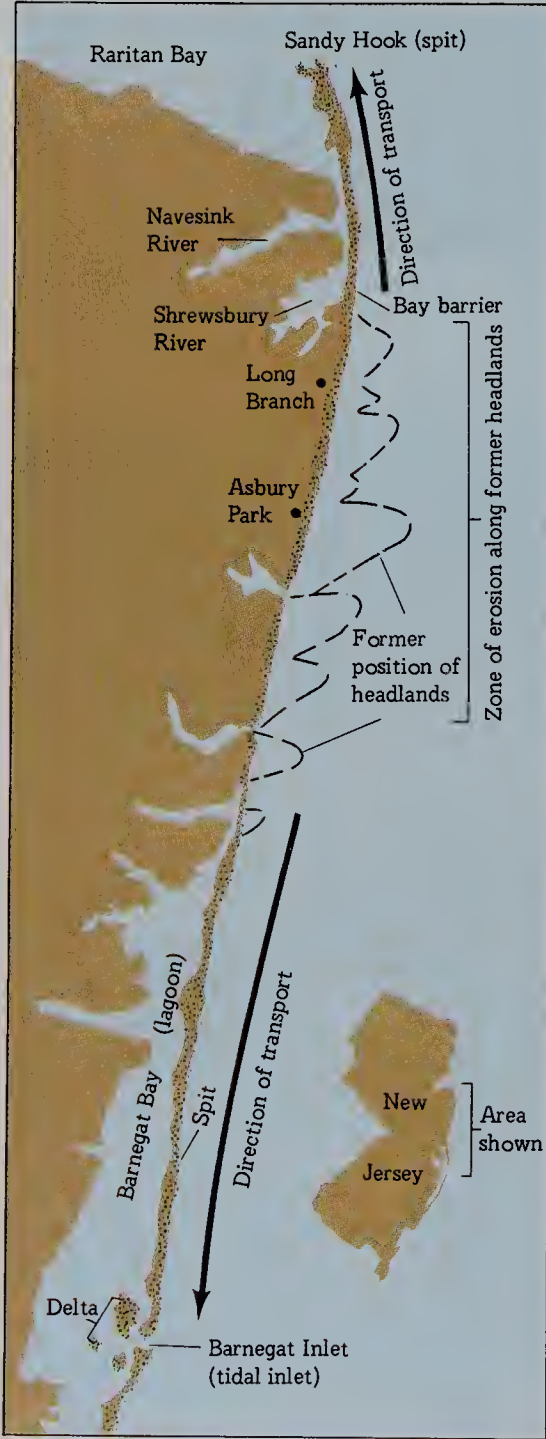 Sandy Hook (spit)
Raritan Bay
Direction of transport
Navesink
River
Bay barrier
Shrewsbury
River
Long
Branch
Zone of erosion along former headlands
Asbury
Park
Former
position of
headlands
Barnegat Bay
(lagoon)
Spit
Direction of transport
New
Jersey
Area
shown
Delta
Barnegat Inlet
(tidal inlet)